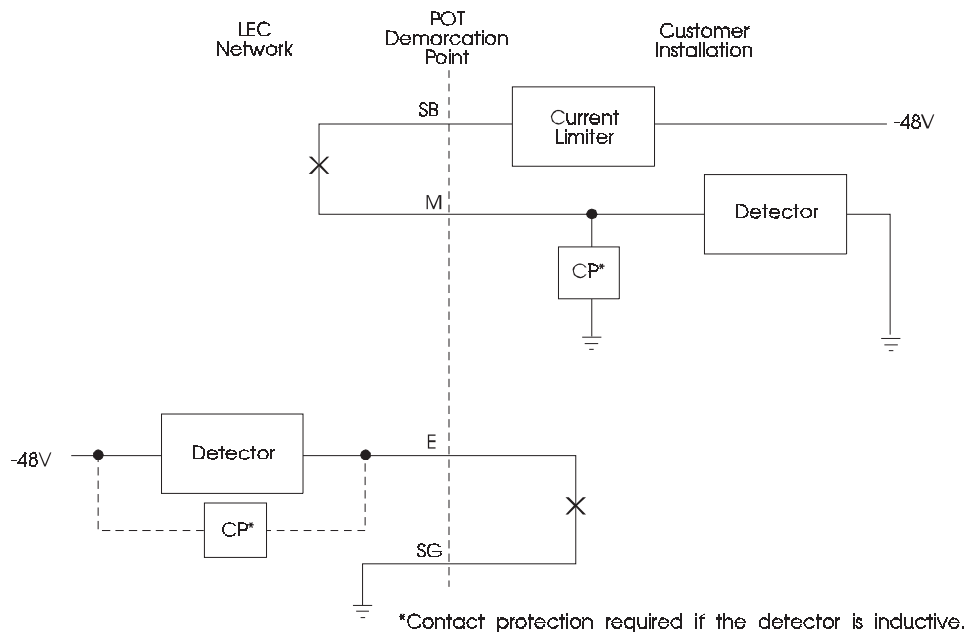 LEC
Network
POT
Demarcation
Point
Customer
Installation
SB
Current
Limiter
-48V
M
Detector
CP*
-48V
Detector
E
CP*
SG
*Contact protection required if the detector is inductive.